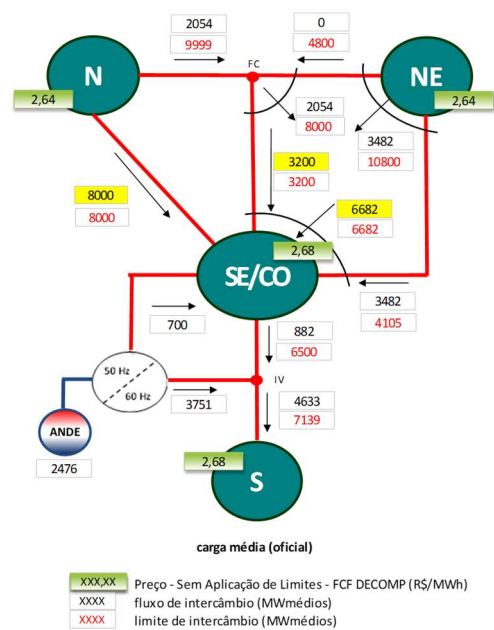 2054
9999
0
4800
FC
N
2,64
NE
2,64
2054
8000
3482
10800
3200
3200
8000
8000
6682
6682
2,68
SE/CO
3482
4105
700
882
6500
50 Hz
60 Hz
3751
IV
4633
7139
ANDE
2476
2,68
S
carga média (oficial)
XXX,XX Preço - Sem Aplicação de Limites - FCF DECOMP (R$/MWh)
XXXX fluxo de intercâmbio (MWmédios)
XXXX limite de intercâmbio (MWmédios)